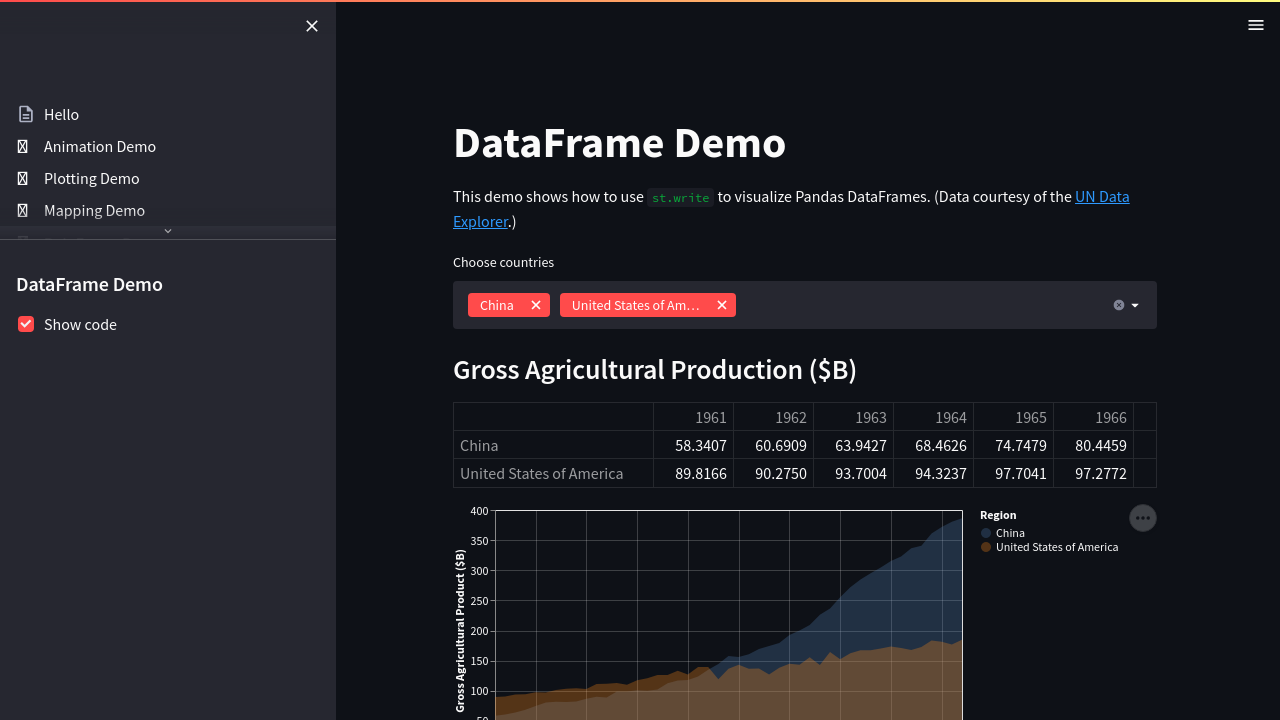 Hello
Animation Demo
Plotting Demo
Mapping Demo
DataFrame Demo
Show code
DataFrame Demo
This demo shows how to use st.write to visualize Pandas DataFrames. (Data courtesy of the UN Data
Explorer.)
Choose countries
China
United States of Am…
Gross Agricultural Production ($B)
1961 1962 1963 1964 1965 1966
China 58.3407 60.6909 63.9427 68.4626 74.7479 80.4459
United States of America 89.8166 90.2750 93.7004 94.3237 97.7041 97.2772
400
350
300
250
200
150
100
50
Gross Agricultural Product ($B)
Region
China
United States of America